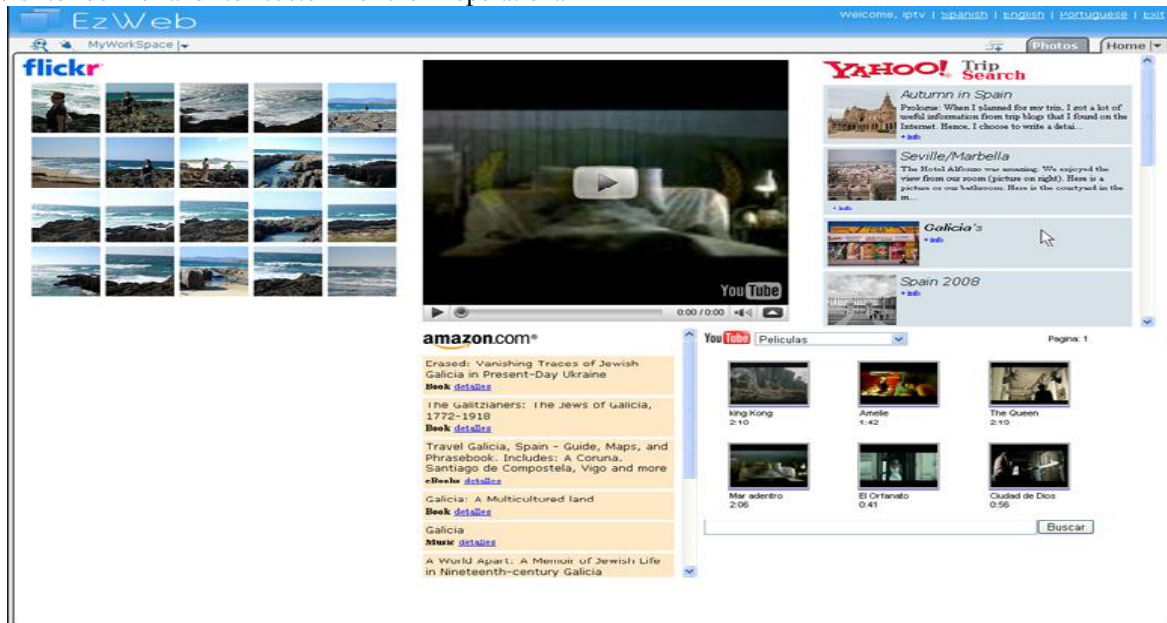 EzWeb
Welcome, iptv | Spanish | English | Portuguese | Exit
MyWorkSpace
Photos
Home
flickr
YouTube
0:00 / 0:00
YAHOO! Trip Search
Autumn in Spain
Prologue: When I planned for my trip, I got a lot of
useful information from trip blogs that I found on the
Internet. Hence, I choose to write a detai...
+ info
Seville/Marbella
The Hotel Alfonso was amazing. We enjoyed the
view from our room (picture on right). Here is a
picture or our bathroom. Here is the courtyard in the
m...
+ info
Galicia's
+ info
Spain 2008
+ info
amazon.com®
Erased: Vanishing Traces of Jewish
Galicia in Present-Day Ukraine
Book detalles
The Galitzianers: The Jews of Galicia,
1772-1918
Book detalles
Travel Galicia, Spain - Guide, Maps, and
Phrasebook. Includes: A Coruna,
Santiago de Compostela, Vigo and more
eBooks detalles
Galicia: A Multicultured land
Book detalles
Galicia
Music detalles
A World Apart. A Memoir of Jewish Life
in Nineteenth-century Galicia
YouTube
Peliculas
Pagina: 1
king Kong
2:10
Amelie
1:42
The Queen
2:10
Mar adentro
2:06
El Orfanato
0:41
Ciudad de Dios
0:56
Buscar